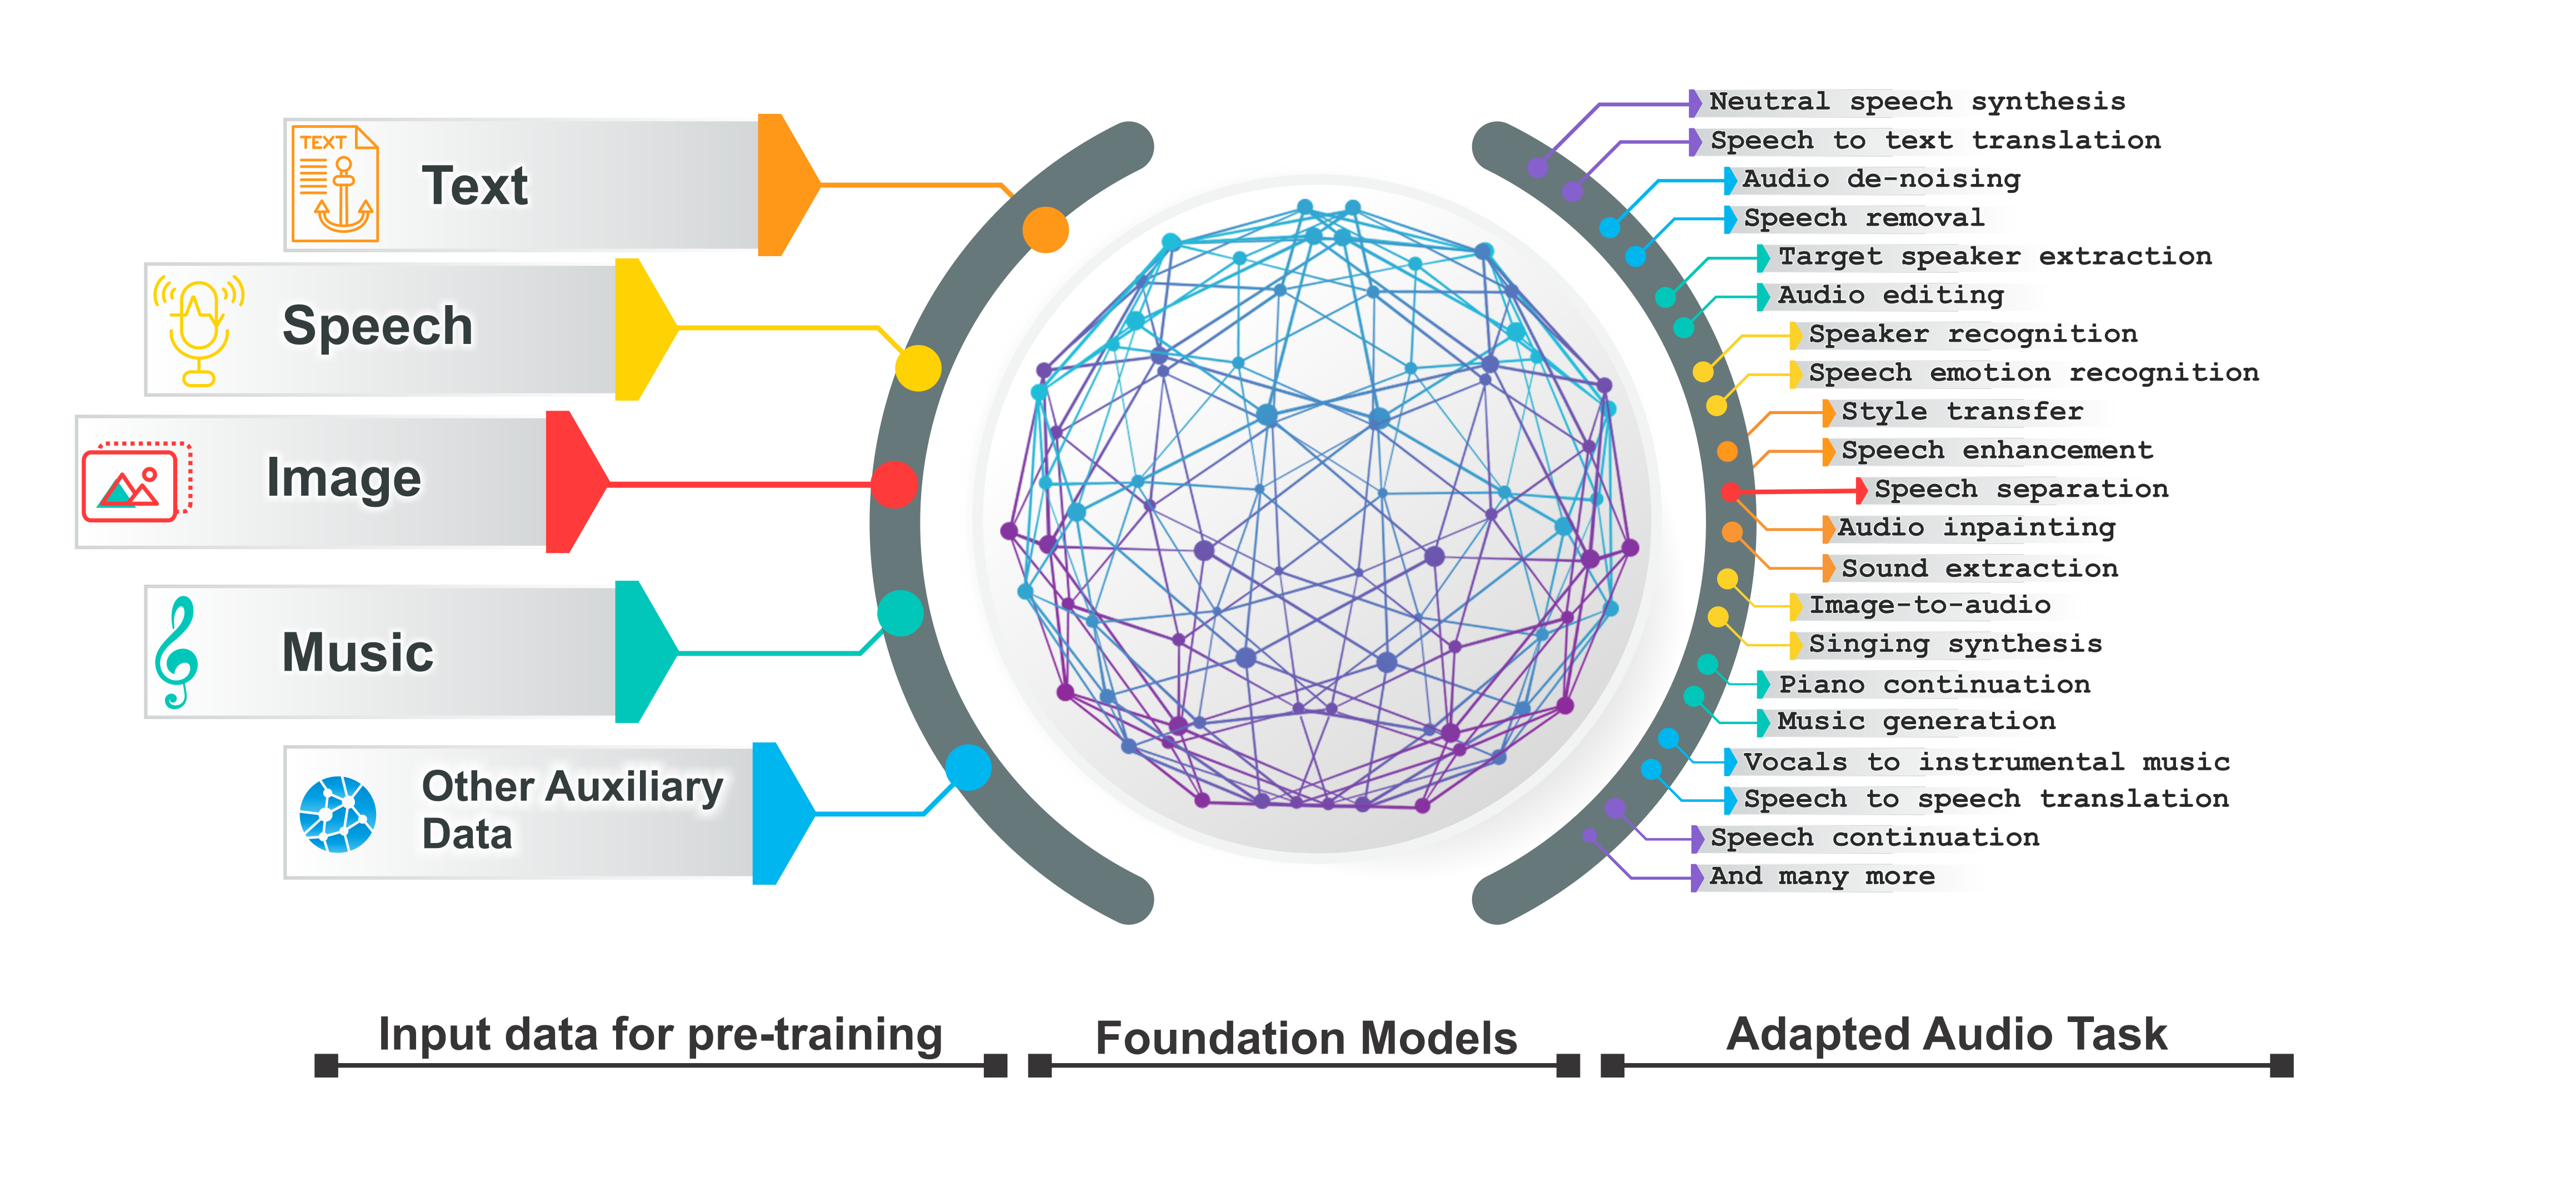 TEXT
Text
Speech
Image
Music
Other Auxiliary
Data
Neutral speech synthesis
Speech to text translation
Audio de-noising
Speech removal
Target speaker extraction
Audio editing
Speaker recognition
Speech emotion recognition
Style transfer
Speech enhancement
Speech separation
Audio inpainting
Sound extraction
Image-to-audio
Singing synthesis
Piano continuation
Music generation
Vocals to instrumental music
Speech to speech translation
Speech continuation
And many more
Input data for pre-training
Foundation Models
Adapted Audio Task